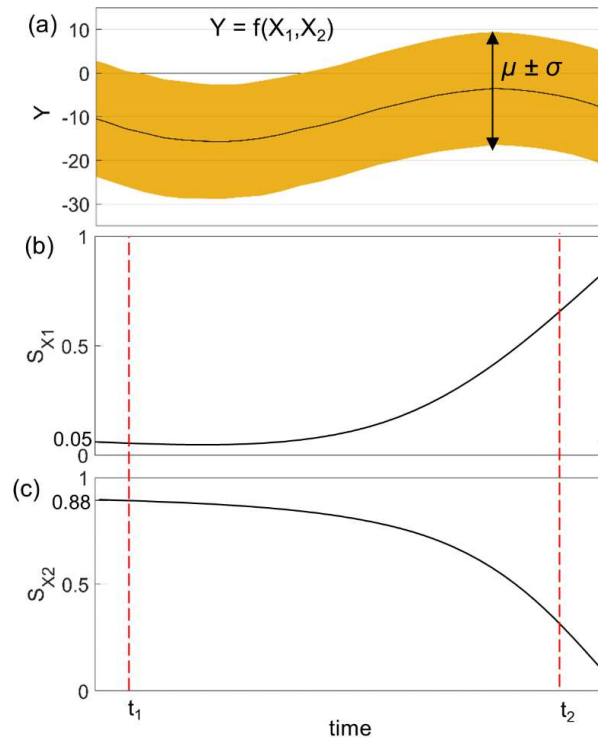 (a)
Y = f(X1,X2)
10
0
-10
-20
-30
Y
μ ± σ
(b)
1
0.5
0.05
0
SX1
(c)
1
0.88
0.5
0
SX2
t1
t2
time